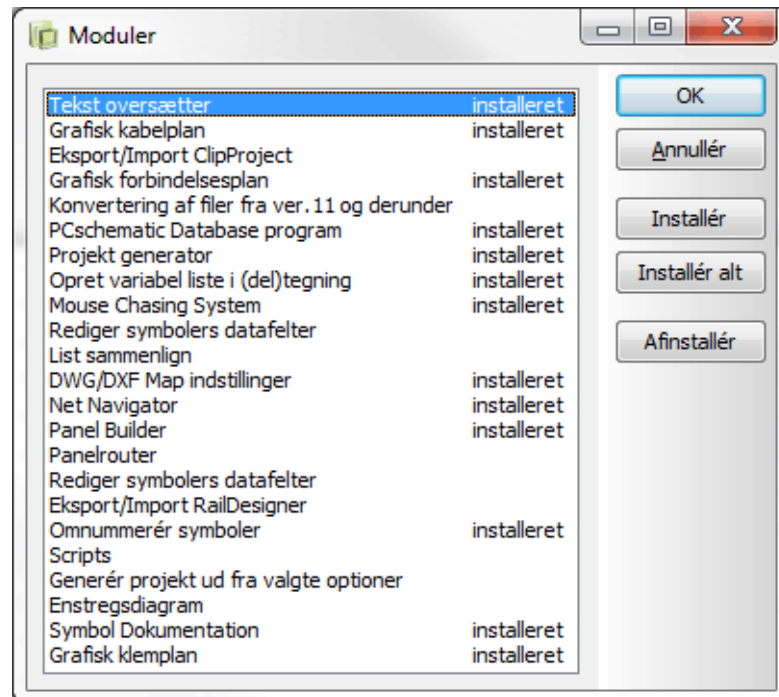 Moduler
Tekst oversætter installeret
Grafisk kabelplan installeret
Eksport/Import ClipProject
Grafisk forbindelsesplan installeret
Konvertering af filer fra ver.11 og derunder
PCschematic Database program installeret
Projekt generator installeret
Opret variabel liste i (del)tegning installeret
Mouse Chasing System installeret
Rediger symbolers datafelter
List sammenlign
DWG/DXF Map indstillinger installeret
Net Navigator installeret
Panel Builder installeret
Panelrouter
Rediger symbolers datafelter
Eksport/Import RailDesigner
Omnummerér symboler installeret
Scripts
Generér projekt ud fra valgte optioner
Enstregsdiagram
Symbol Dokumentation installeret
Grafisk klemplan installeret
OK
Annullér
Installér
Installér alt
Afinstallér